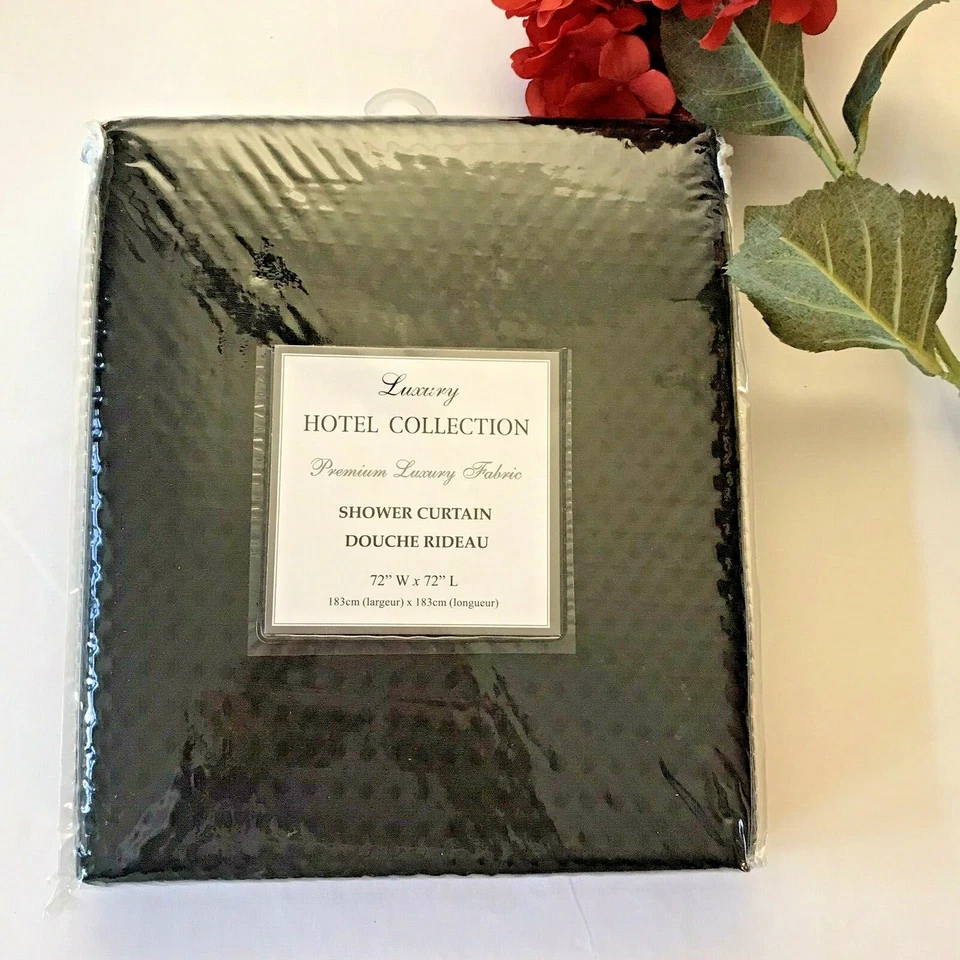 Luxury
HOTEL COLLECTION
Premium Luxury Fabric
SHOWER CURTAIN
DOUCHE RIDEAU
72” W x 72” L
183cm (largeur) x 183cm (longueur)